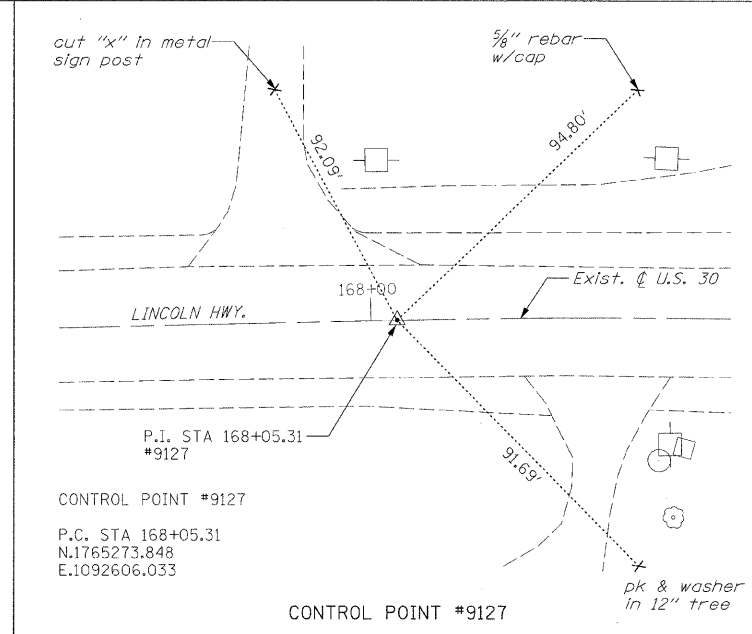 cut "x" in metal
sign post
5/8" rebar
w/cap
92.09'
94.80'
168+00
Exist. ℄ U.S. 30
LINCOLN HWY.
P.I. STA 168+05.31
#9127
91.69'
CONTROL POINT #9127
P.C. STA 168+05.31
N.1765273.848
E.1092606.033
pk & washer
in 12" tree
CONTROL POINT #9127